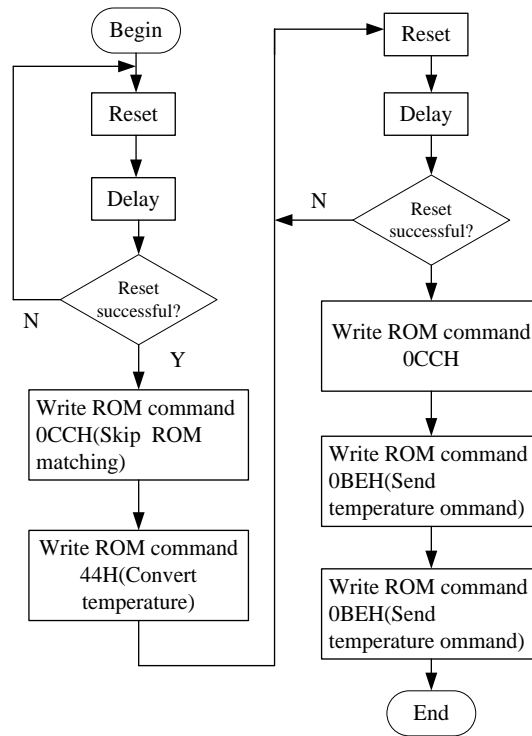 Begin
Reset
Delay
Reset
successful?
N
Y
Write ROM command
0CCH(Skip ROM
matching)
Write ROM command
44H(Convert
temperature)
Reset
Delay
N
Reset
successful?
Write ROM command
0CCH
Write ROM command
0BEH(Send
temperature ommand)
Write ROM command
0BEH(Send
temperature ommand)
End